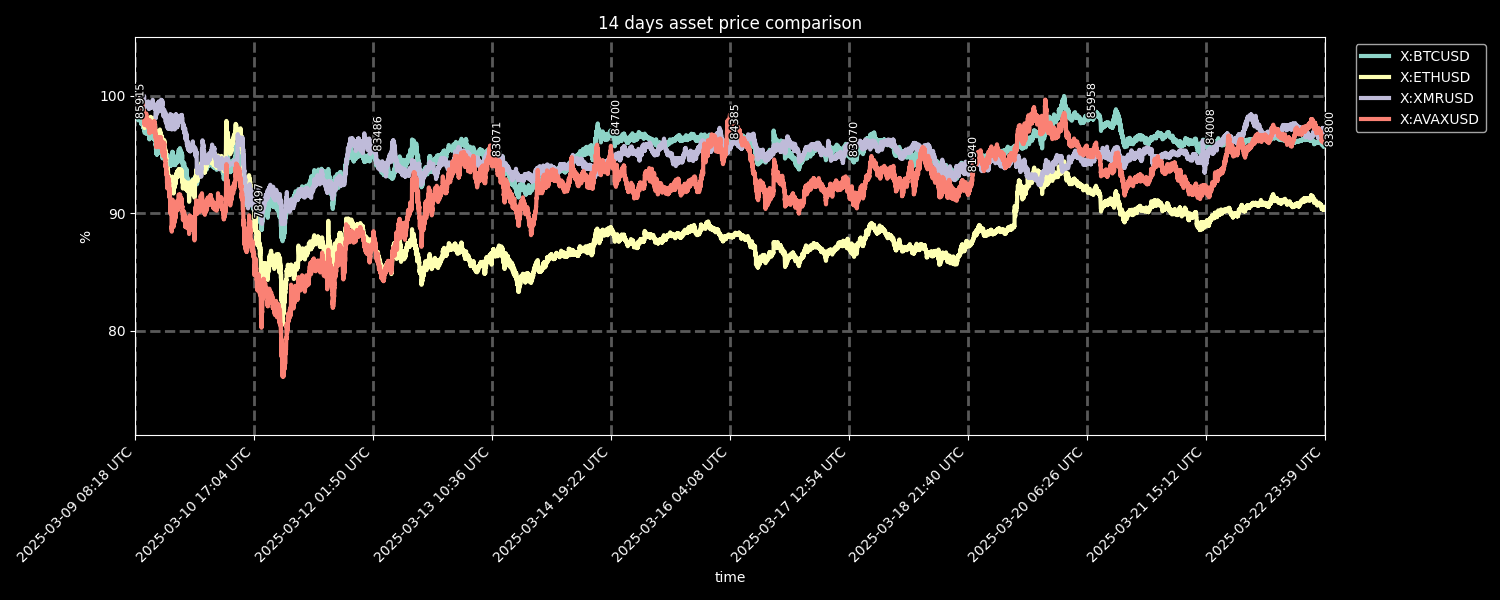 14 days asset price comparison
X:BTCUSD
X:ETHUSD
X:XMRUSD
X:AVAXUSD
100
90
80
%
85915
78497
83486
83071
84700
84385
83070
81940
85958
84008
83800
2025-03-09 08:18 UTC
2025-03-10 17:04 UTC
2025-03-12 01:50 UTC
2025-03-13 10:36 UTC
2025-03-14 19:22 UTC
2025-03-16 04:08 UTC
2025-03-17 12:54 UTC
2025-03-18 21:40 UTC
2025-03-20 06:26 UTC
2025-03-21 15:12 UTC
2025-03-22 23:59 UTC
time